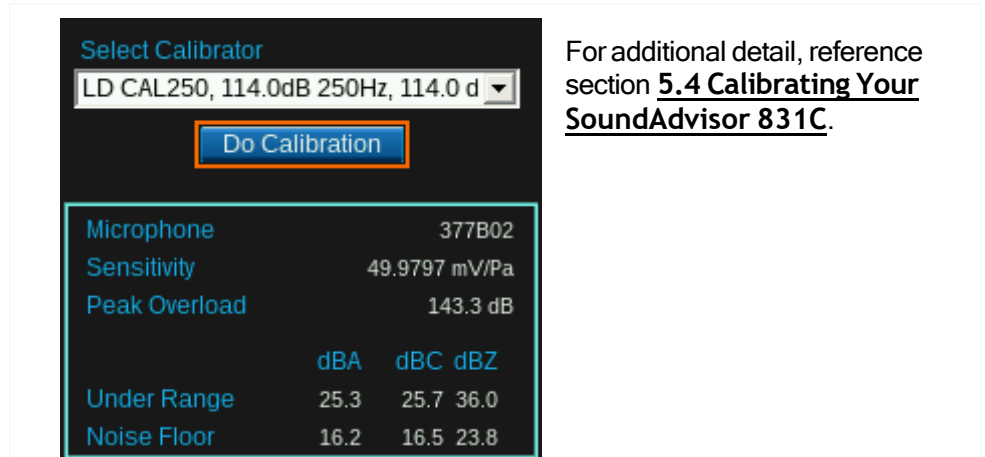 Select Calibrator
LD CAL250, 114.0dB 250Hz, 114.0 d
Do Calibration
Microphone 377B02
Sensitivity 49.9797 mV/Pa
Peak Overload 143.3 dB
dBA dBC dBZ
Under Range 25.3 25.7 36.0
Noise Floor 16.2 16.5 23.8
For additional detail, reference
section 5.4 Calibrating Your
SoundAdvisor 831C.